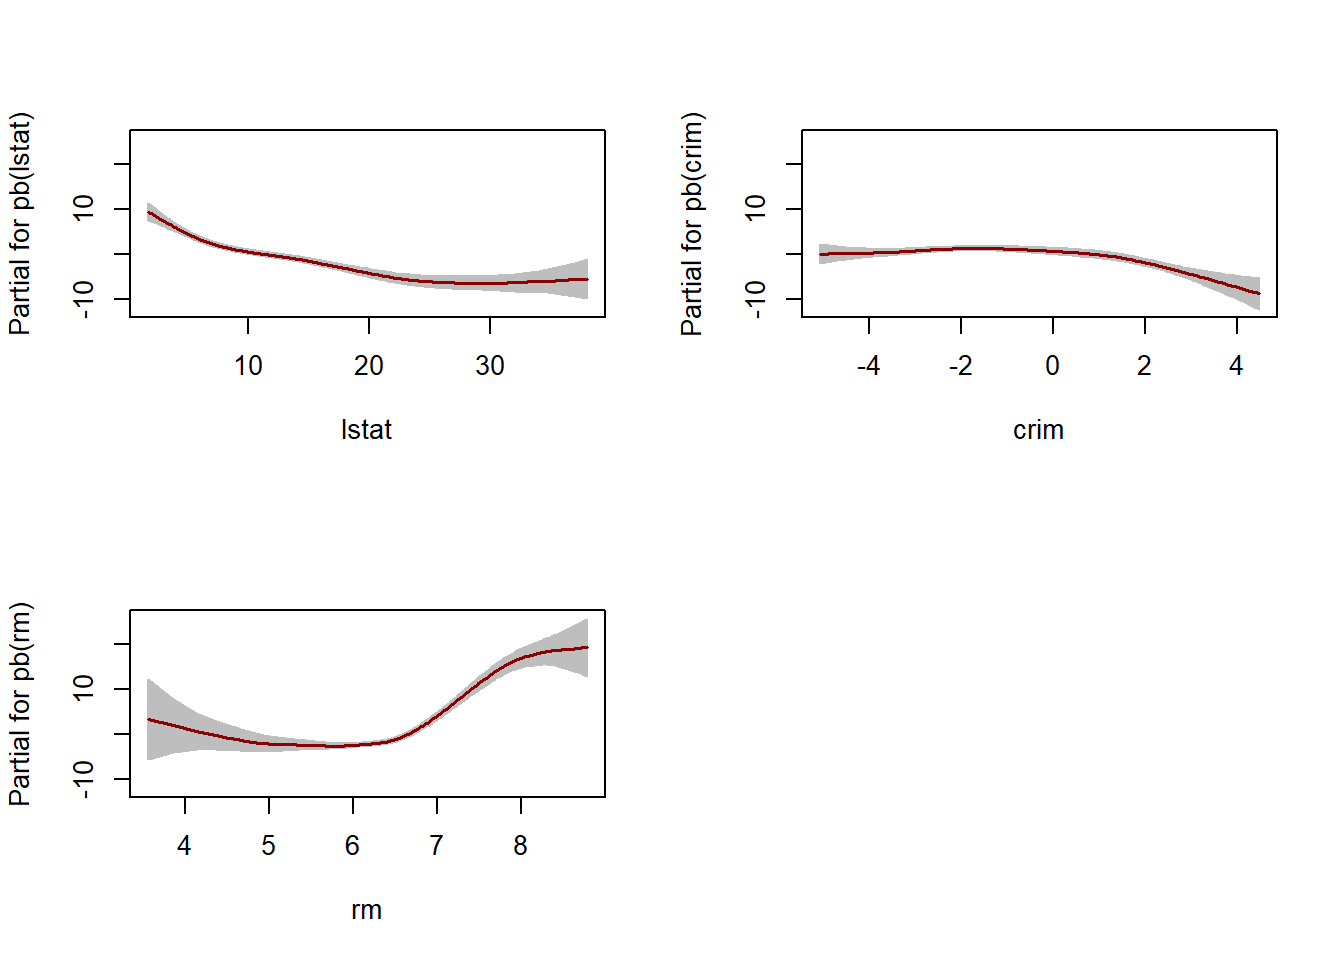 Partial for pb(lstat)
10
-10
10 20 30
lstat
Partial for pb(crim)
10
-10
-4 -2 0 2 4
crim
Partial for pb(rm)
10
-10
4 5 6 7 8
rm